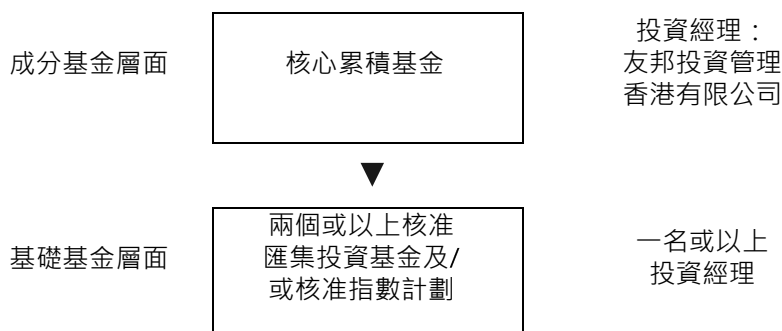 成分基金層面
核心累積基金
投資經理：
友邦投資管理
香港有限公司
基礎基金層面
兩個或以上核准
匯集投資基金及/
或核准指數計劃
一名或以上
投資經理